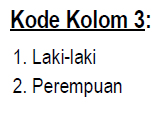 Kode Kolom 3:
1. Laki-laki
2. Perempuan